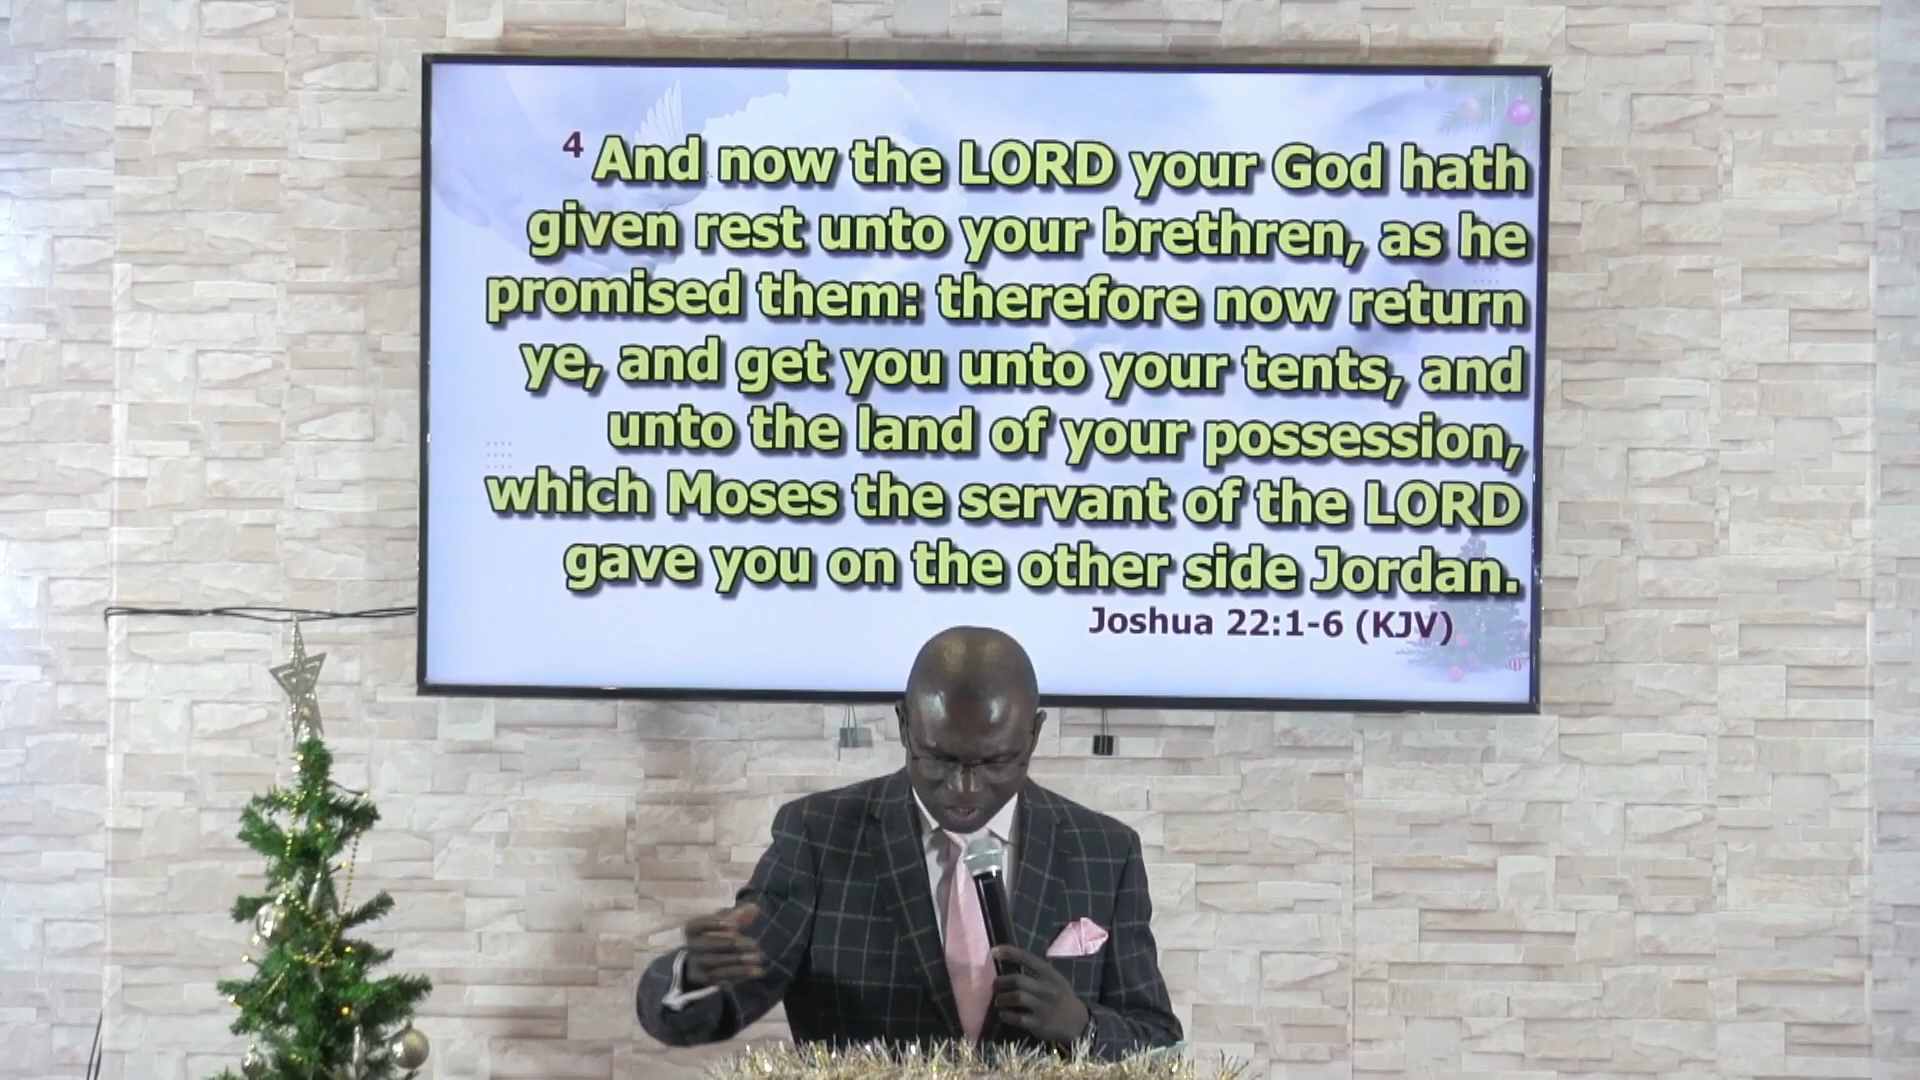 4 And now the LORD your God hath
given rest unto your brethren, as he
promised them: therefore now return
ye, and get you unto your tents, and
unto the land of your possession,
which Moses the servant of the LORD
gave you on the other side Jordan.
Joshua 22:1-6 (KJV)